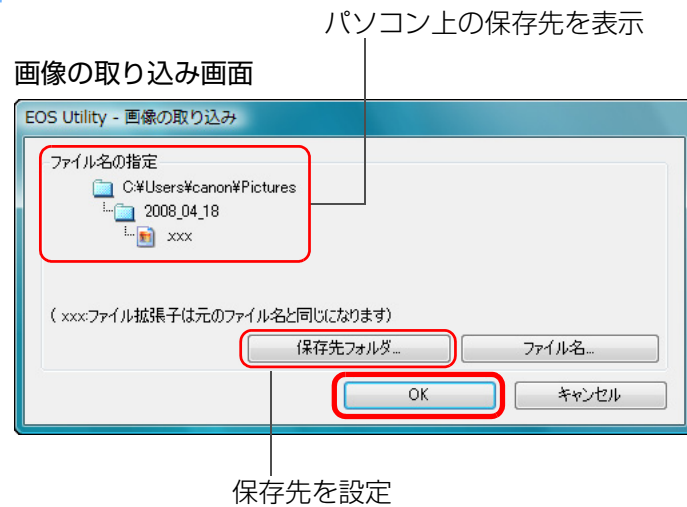 パソコン上の保存先を表示
画像の取り込み画面
EOS Utility - 画像の取り込み
ファイル名の指定
C:¥Users¥canon¥Pictures
2008_04_18
xxx
( xxx:ファイル拡張子は元のファイル名と同じになります)
保存先フォルダ... ファイル名...
OK キャンセル
保存先を設定